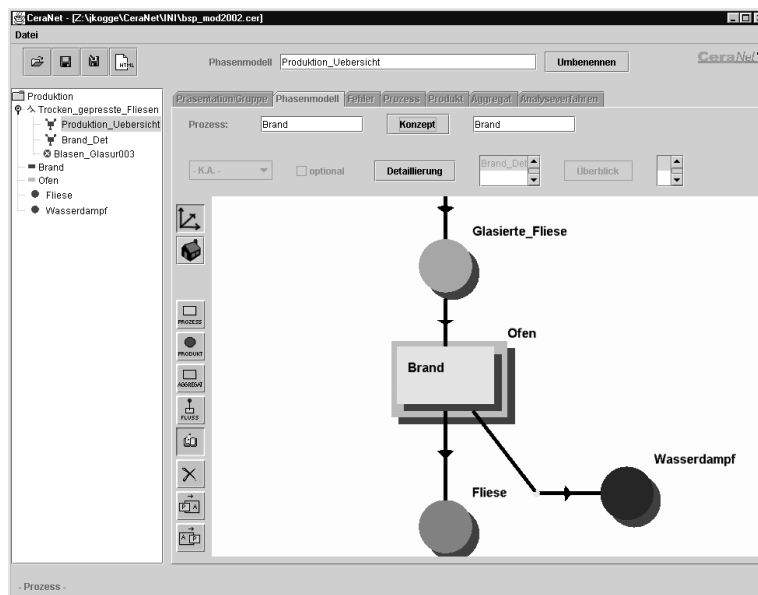 CeraNet - [Z:\jkogge\CeraNet\INI\bsp_mod2002.cer]
Datei
HTML
Phasenmodell
Produktion_Uebersicht
Umbenennen
CeraNet
Produktion
Trocken_gepresste_Fliesen
Produktion_Uebersicht
Brand_Det
Blasen_Glasur003
Brand
Ofen
Fliese
Wasserdampf
Präsentation/Gruppe Phasenmodell Fehler Prozess Produkt Aggregat Analyseverfahren
Prozess: Brand Konzept Brand
- K.A. - optional Detaillierung Brand_Det Überblick
PROZESS
PRODUKT
AGGREGAT
FLUSS
P A
A P
Glasierte_Fliese
Ofen
Brand
Wasserdampf
Fliese
- Prozess -